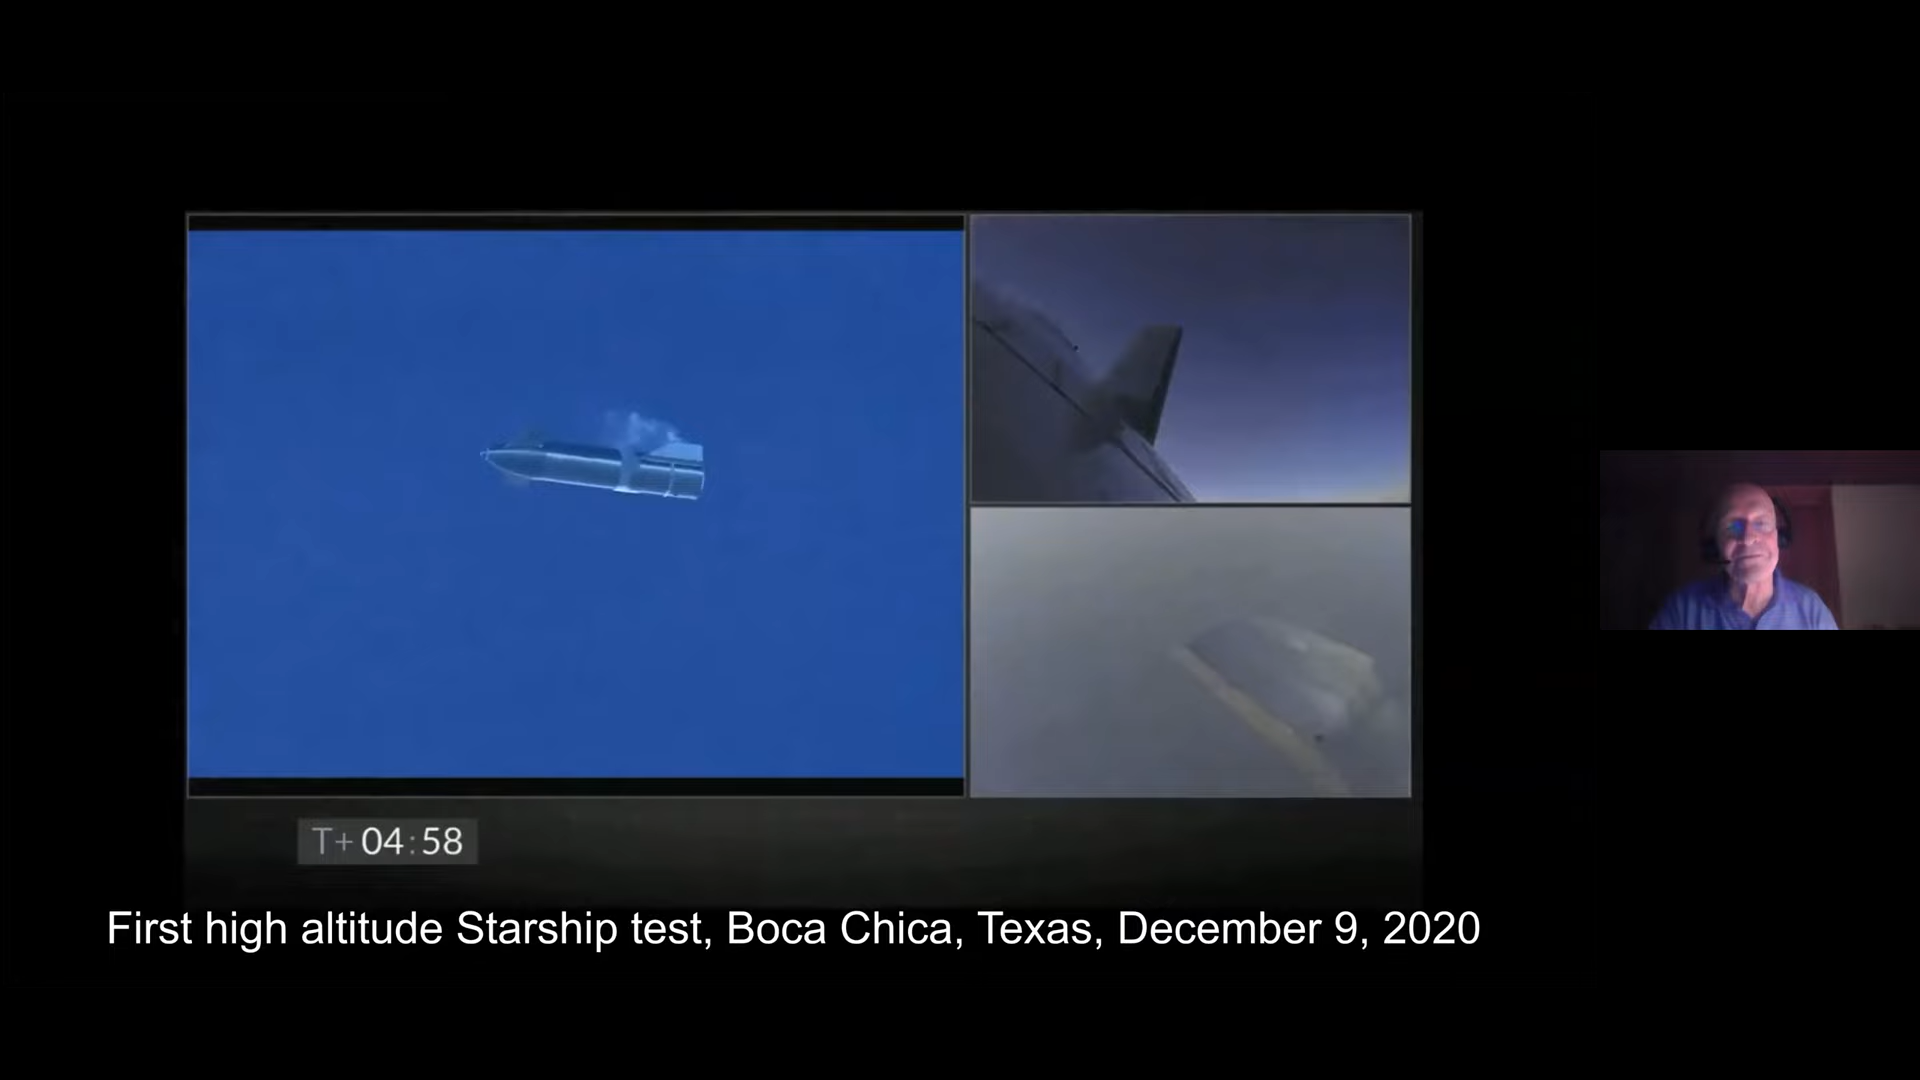 T+ 04:58
First high altitude Starship test, Boca Chica, Texas, December 9, 2020